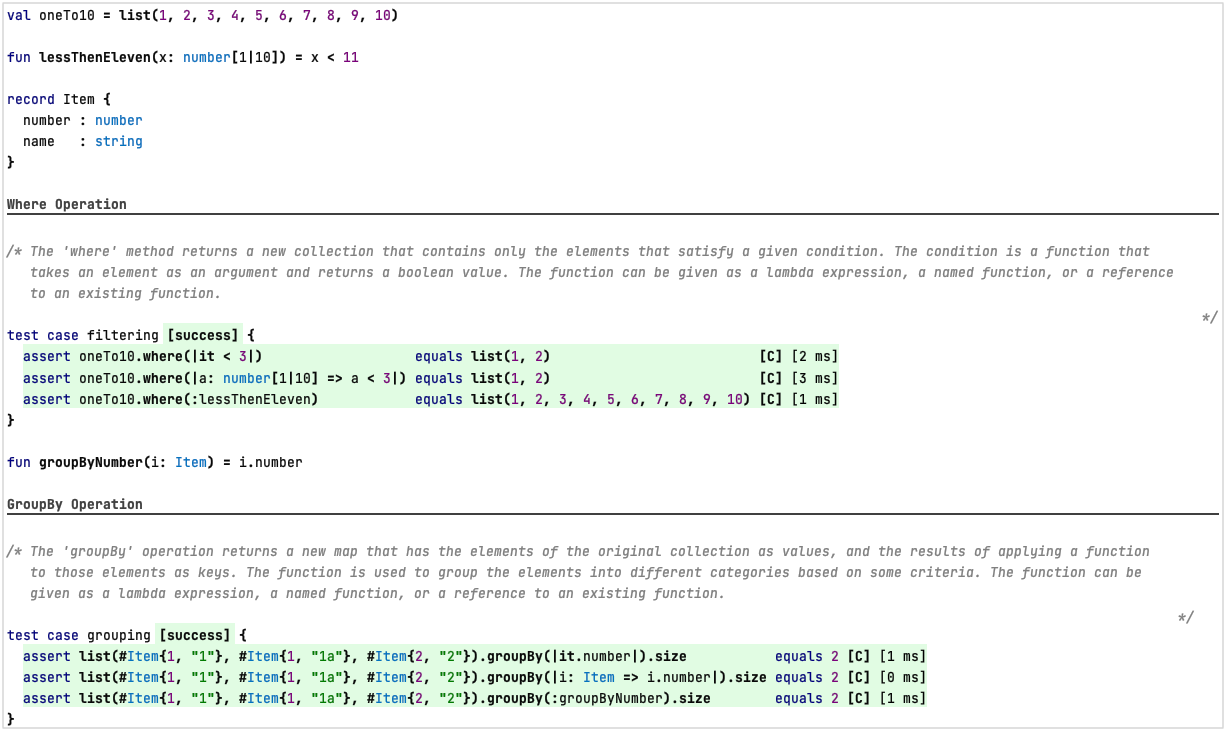 val oneTo10 = list(1, 2, 3, 4, 5, 6, 7, 8, 9, 10)
fun lessThenEleven(x: number[1|10]) = x < 11
record Item {
number : number
name : string
}
Where Operation
/* The 'where' method returns a new collection that contains only the elements that satisfy a given condition. The condition is a function that
takes an element as an argument and returns a boolean value. The function can be given as a lambda expression, a named function, or a reference
to an existing function.
*/
test case filtering [success] {
assert oneTo10.where(|it < 3|) equals list(1, 2) [C] [2 ms]
assert oneTo10.where(|a: number[1|10] => a < 3|) equals list(1, 2) [C] [3 ms]
assert oneTo10.where(:lessThenEleven) equals list(1, 2, 3, 4, 5, 6, 7, 8, 9, 10) [C] [1 ms]
}
fun groupByNumber(i: Item) = i.number
GroupBy Operation
/* The 'groupBy' operation returns a new map that has the elements of the original collection as values, and the results of applying a function
to those elements as keys. The function is used to group the elements into different categories based on some criteria. The function can be
given as a lambda expression, a named function, or a reference to an existing function.
*/
test case grouping [success] {
assert list(#Item{1, "1"}, #Item{1, "1a"}, #Item{2, "2"}).groupBy(|it.number|).size equals 2 [C] [1 ms]
assert list(#Item{1, "1"}, #Item{1, "1a"}, #Item{2, "2"}).groupBy(|i: Item => i.number|).size equals 2 [C] [0 ms]
assert list(#Item{1, "1"}, #Item{1, "1a"}, #Item{2, "2"}).groupBy(:groupByNumber).size equals 2 [C] [1 ms]
}